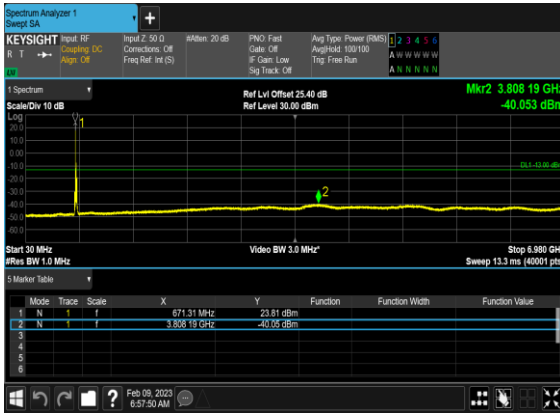 Spectrum Analyzer 1
Swept SA
+
KEYSIGHT Input: RF Input Z: 50 Ω #Atten: 20 dB PNO: Fast Avg Type: Power (RMS) 1 2 3 4 5 6
R T Coupling: DC Corrections: Off Gate: Off Avg|Hold: 100/100 A W W W W W
Align: Off Freq Ref: Int (S) IF Gain: Low Trig: Free Run
Sig Track: Off A N N N N N
1 Spectrum Ref Lvl Offset 25.40 dB Mkr2 3.808 19 GHz
Scale/Div 10 dB Ref Level 30.00 dBm -40.053 dBm
Log
20.0
10.0
0.00
-10.0 DL1 -13.00 dBm
-20.0
-30.0
-40.0
-50.0
-60.0
1
2
Start 30 MHz Video BW 3.0 MHz* Stop 6.980 GH
#Res BW 1.0 MHz Sweep 13.3 ms (40001 pts
5 Marker Table
Mode Trace Scale X Y Function Function Width Function Value
1 N 1 f 671.31 MHz 23.81 dBm
2 N 1 f 3.808 19 GHz -40.05 dBm
3
4
5
6
? Feb 09, 2023
6:57:50 AM